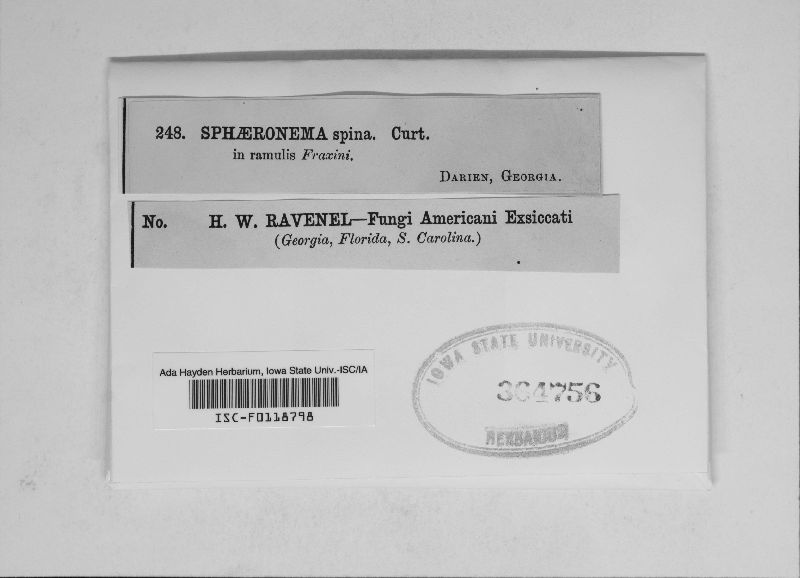 248. SPHÆRONEMA spina. Curt.
in ramulis Fraxini.
DARIEN, GEORGIA.
No. H. W. RAVENEL—Fungi Americani Exsiccati
(Georgia, Florida, S. Carolina.)
Ada Hayden Herbarium, Iowa State Univ.-ISC/IA
ISC-F0118798
IOWA STATE UNIVERSITY
364756
HERBARIUM